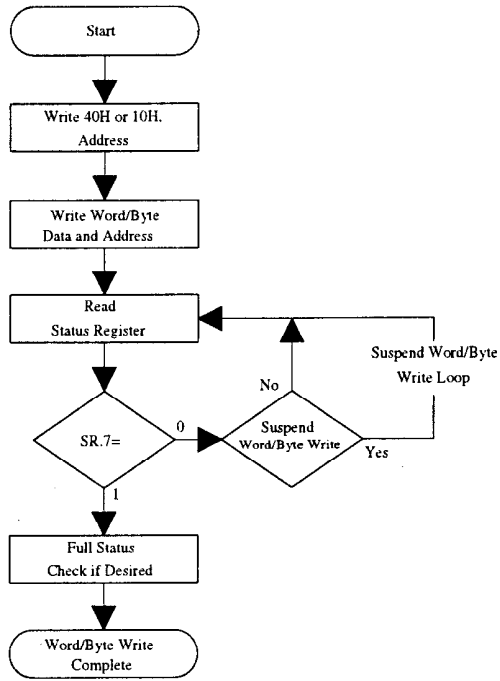 Start
Write 40H or 10H.
Address
Write Word/Byte
Data and Address
Read
Status Register
Suspend Word/Byte
Write Loop
No
SR.7=
0
Suspend
Word/Byte Write
Yes
1
Full Status
Check if Desired
Word/Byte Write
Complete